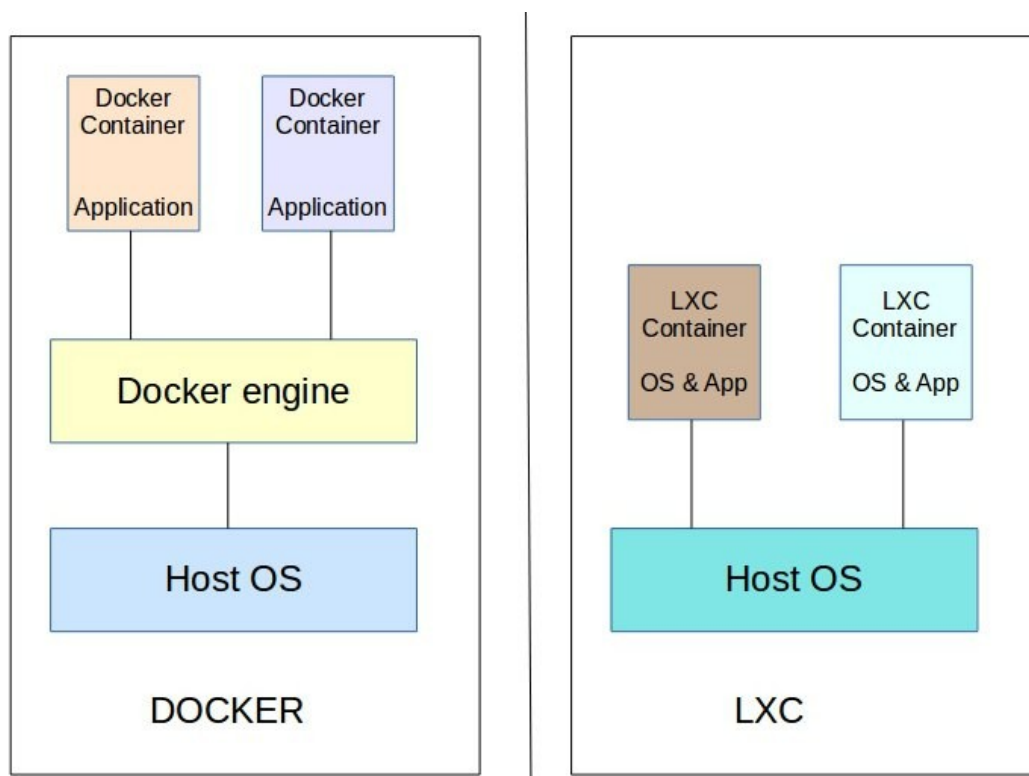 Docker
Container
Application
Docker
Container
Application
Docker engine
Host OS
DOCKER
LXC
Container
OS & App
LXC
Container
OS & App
Host OS
LXC